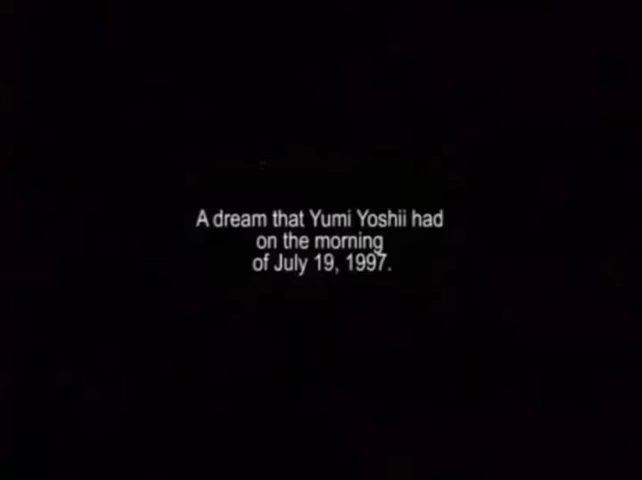 A dream that Yumi Yoshii had
on the morning
of July 19, 1997.